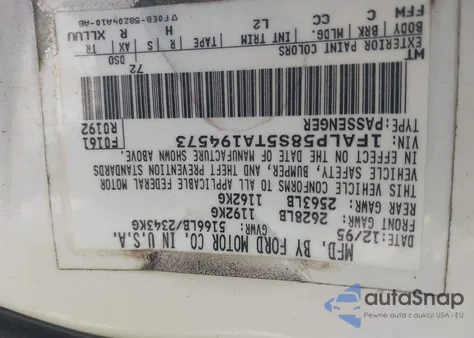 MFD. BY FORD MOTOR CO. IN U.S.A.
DATE: 12/95 GVWR: 5166LB/2343KG
FRONT GAWR: 2628LB 1192KG
REAR GAWR: 2563LB 1162KG
THIS VEHICLE CONFORMS TO ALL APPLICABLE FEDERAL MOTOR
VEHICLE SAFETY, BUMPER, AND THEFT PREVENTION STANDARDS
IN EFFECT ON THE DATE OF MANUFACTURE SHOWN ABOVE.
VIN: 1FALP58S5TA194573
TYPE: PASSENGER
F0161
R0192
72
EXTERIOR PAINT COLORS WT DSO
BODY BRK MLDG. INT TRIM TAPE R S AX TR
FFM C CC L2 H R
autoSnap
Pewne auta z aukcji USA i EU